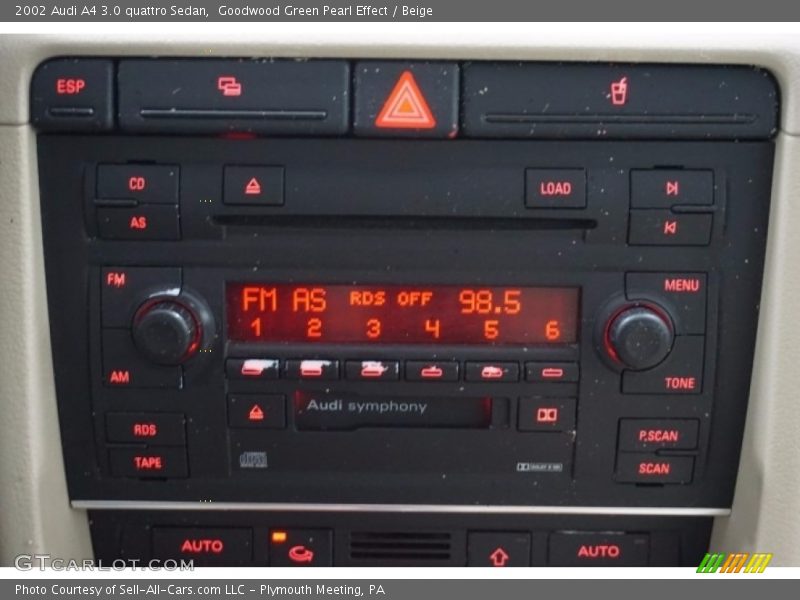 2002 Audi A4 3.0 quattro Sedan,  Goodwood Green Pearl Effect / Beige
ESP
CD
LOAD
AS
FM
MENU
FM AS RDS OFF 98.5
1 2 3 4 5 6
AM
TONE
Audi symphony
RDS
P.SCAN
TAPE
SCAN
AUTO
AUTO
GTCARLOT.COM
Photo Courtesy of Sell-All-Cars.com LLC - Plymouth Meeting, PA